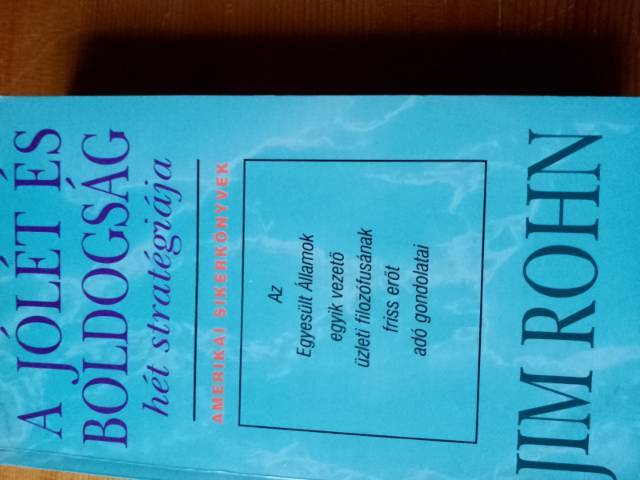 A JÓLÉT ÉS
BOLDOGSÁG
hét stratégiája
AMERIKAI SIKERKÖNYVEK
Az
Egyesült Államok
egyik vezető
üzleti filozófusának
friss erőt
adó gondolatai
JIM ROHN